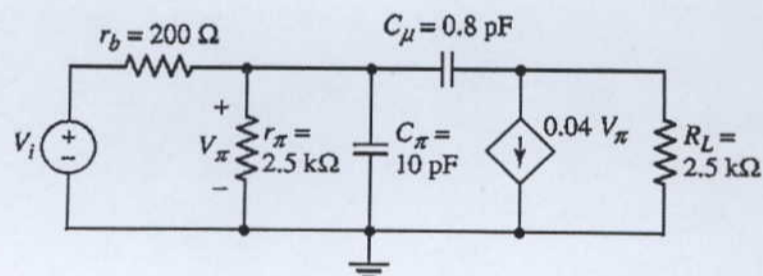 r_b = 200 Ω
C_μ = 0.8 pF
V_i
+
−
+
V_π
−
r_π =
2.5 kΩ
C_π =
10 pF
0.04 V_π
R_L =
2.5 kΩ